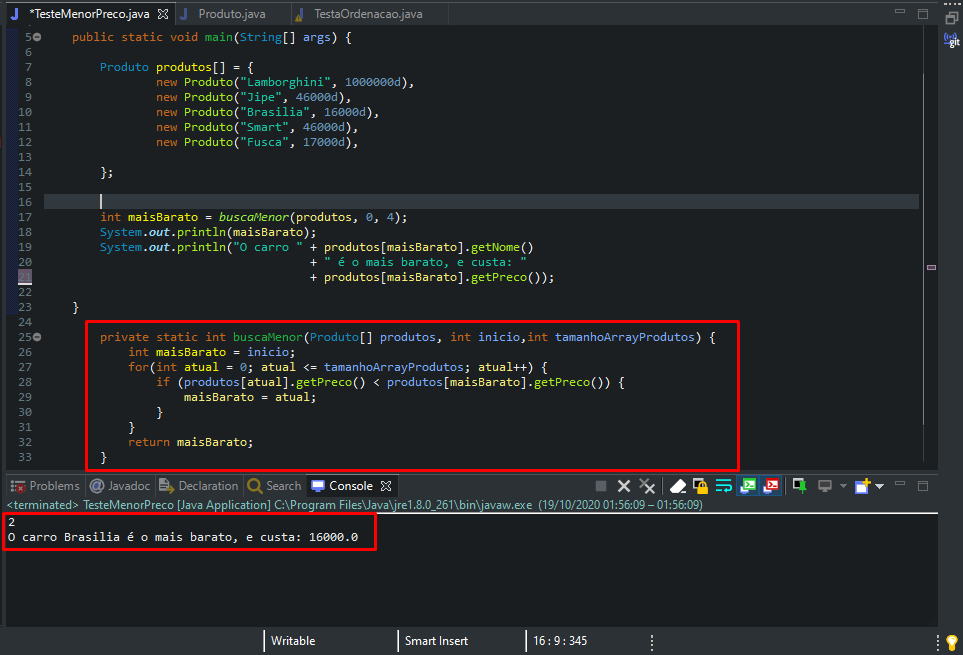 *TesteMenorPreco.java Produto.java TestaOrdenacao.java
5 public static void main(String[] args) {
6
7 Produto produtos[] = {
8 new Produto("Lamborghini", 1000000d),
9 new Produto("Jipe", 46000d),
10 new Produto("Brasilia", 16000d),
11 new Produto("Smart", 46000d),
12 new Produto("Fusca", 17000d),
13
14 };
15
16
17 int maisBarato = buscaMenor(produtos, 0, 4);
18 System.out.println(maisBarato);
19 System.out.println("O carro " + produtos[maisBarato].getNome()
20 + " é o mais barato, e custa: "
21 + produtos[maisBarato].getPreco());
22
23 }
24
25 private static int buscaMenor(Produto[] produtos, int inicio,int tamanhoArrayProdutos) {
26 int maisBarato = inicio;
27 for(int atual = 0; atual <= tamanhoArrayProdutos; atual++) {
28 if (produtos[atual].getPreco() < produtos[maisBarato].getPreco()) {
29 maisBarato = atual;
30 }
31 }
32 return maisBarato;
33 }
Problems @ Javadoc Declaration Search Console
<terminated> TesteMenorPreco [Java Application] C:\Program Files\Java\jre1.8.0_261\bin\javaw.exe (19/10/2020 01:56:09 – 01:56:09)
2
O carro Brasilia é o mais barato, e custa: 16000.0
Writable Smart Insert 16 : 9 : 345
git